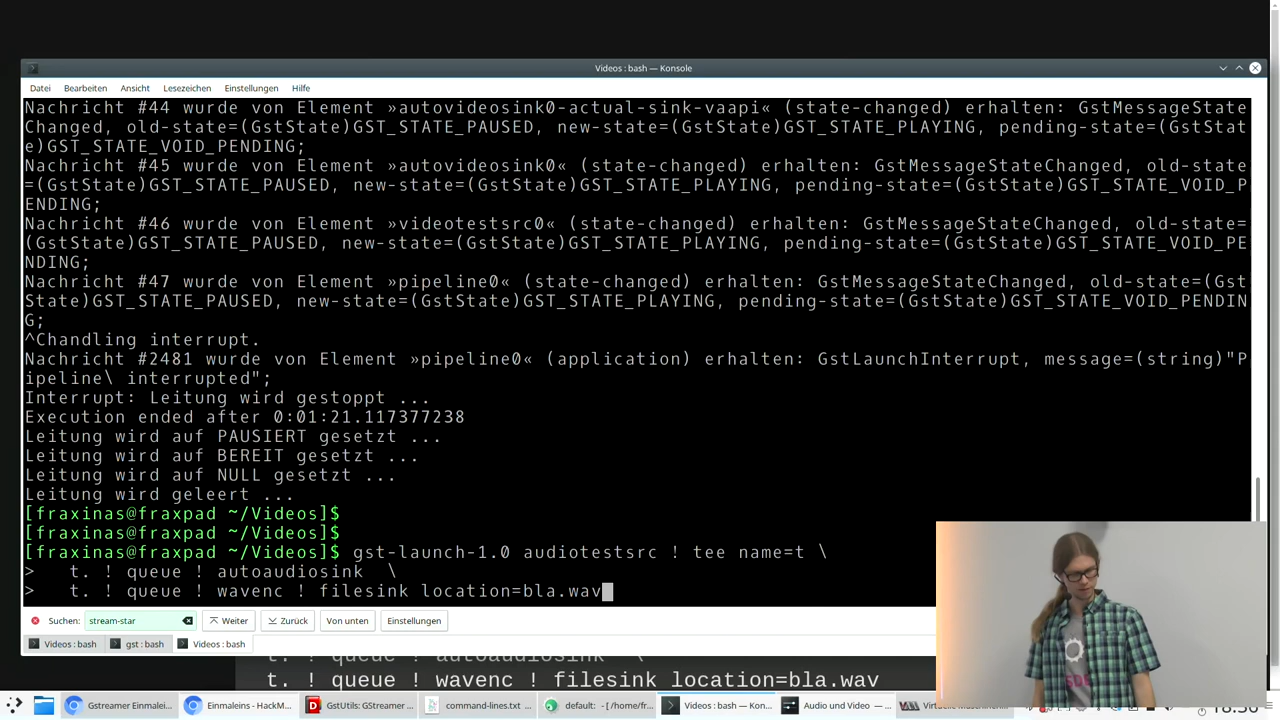 Videos : bash — Konsole
Datei Bearbeiten Ansicht Lesezeichen Einstellungen Hilfe
Nachricht #44 wurde von Element »autovideosink0-actual-sink-vaapi« (state-changed) erhalten: GstMessageState
Changed, old-state=(GstState)GST_STATE_PAUSED, new-state=(GstState)GST_STATE_PLAYING, pending-state=(GstStat
e)GST_STATE_VOID_PENDING;
Nachricht #45 wurde von Element »autovideosink0« (state-changed) erhalten: GstMessageStateChanged, old-state
=(GstState)GST_STATE_PAUSED, new-state=(GstState)GST_STATE_PLAYING, pending-state=(GstState)GST_STATE_VOID_P
ENDING;
Nachricht #46 wurde von Element »videotestsrc0« (state-changed) erhalten: GstMessageStateChanged, old-state=
(GstState)GST_STATE_PAUSED, new-state=(GstState)GST_STATE_PLAYING, pending-state=(GstState)GST_STATE_VOID_PE
NDING;
Nachricht #47 wurde von Element »pipeline0« (state-changed) erhalten: GstMessageStateChanged, old-state=(Gst
State)GST_STATE_PAUSED, new-state=(GstState)GST_STATE_PLAYING, pending-state=(GstState)GST_STATE_VOID_PENDIN
G;
^Chandling interrupt.
Nachricht #2481 wurde von Element »pipeline0« (application) erhalten: GstLaunchInterrupt, message=(string)"P
ipeline\ interrupted";
Interrupt: Leitung wird gestoppt ...
Execution ended after 0:01:21.117377238
Leitung wird auf PAUSIERT gesetzt ...
Leitung wird auf BEREIT gesetzt ...
Leitung wird auf NULL gesetzt ...
Leitung wird geleert ...
[fraxinas@fraxpad ~/Videos]$
[fraxinas@fraxpad ~/Videos]$
[fraxinas@fraxpad ~/Videos]$ gst-launch-1.0 audiotestsrc ! tee name=t \
> t. ! queue ! autoaudiosink \
> t. ! queue ! wavenc ! filesink location=bla.wav
Suchen: stream-star Weiter Zurück Von unten Einstellungen
Videos : bash gst : bash Videos : bash
t. ! queue ! autoaudiosink \
t. ! queue ! wavenc ! filesink location=bla.wav
Gstreamer Einmalei... Einmaleins - HackM... GstUtils: GStreamer ... command-lines.txt ... default: - [ /home/fr... Videos : bash — Kon... Audio und Video — ...